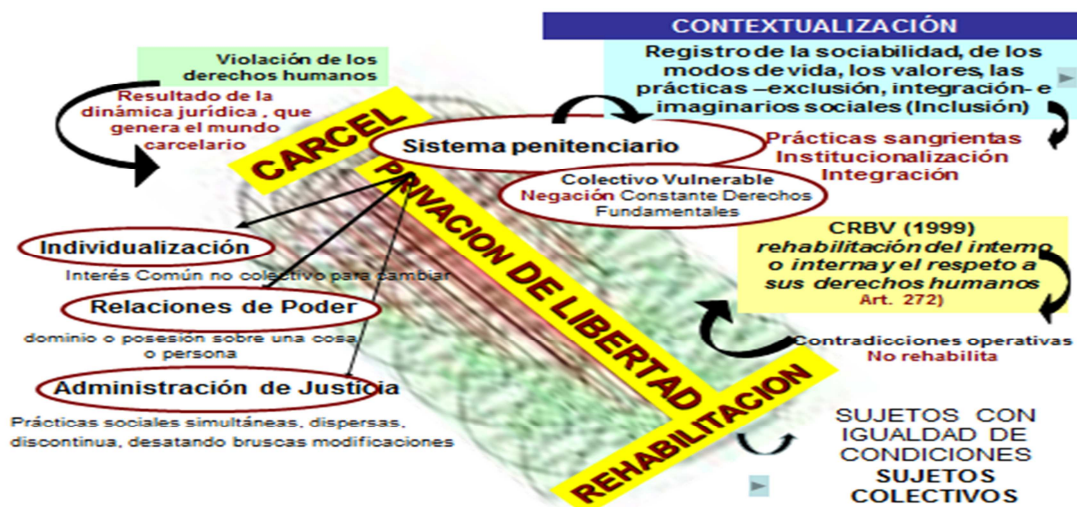 CONTEXTUALIZACIÓN
Registro de la sociabilidad, de los
modos de vida, los valores, las
prácticas –exclusión, integración- e
imaginarios sociales (Inclusión)
Violación de los
derechos humanos
Resultado de la
dinámica jurídica , que
genera el mundo
carcelario
CARCEL
Sistema penitenciario
Prácticas sangrientas
Institucionalización
Integración
Colectivo Vulnerable
Negación Constante Derechos
Fundamentales
PRIVACION DE LIBERTAD
CRBV (1999)
rehabilitación del interno
o interna y el respeto a
sus derechos humanos
Art. 272)
Contradicciones operativas
No rehabilita
Individualización
Interés Común no colectivo para cambiar
Relaciones de Poder
dominio o posesión sobre una cosa
o persona
Administración de Justicia
Prácticas sociales simultáneas, dispersas,
discontinua, desatando bruscas modificaciones
REHABILITACION
SUJETOS CON
IGUALDAD DE
CONDICIONES
SUJETOS
COLECTIVOS